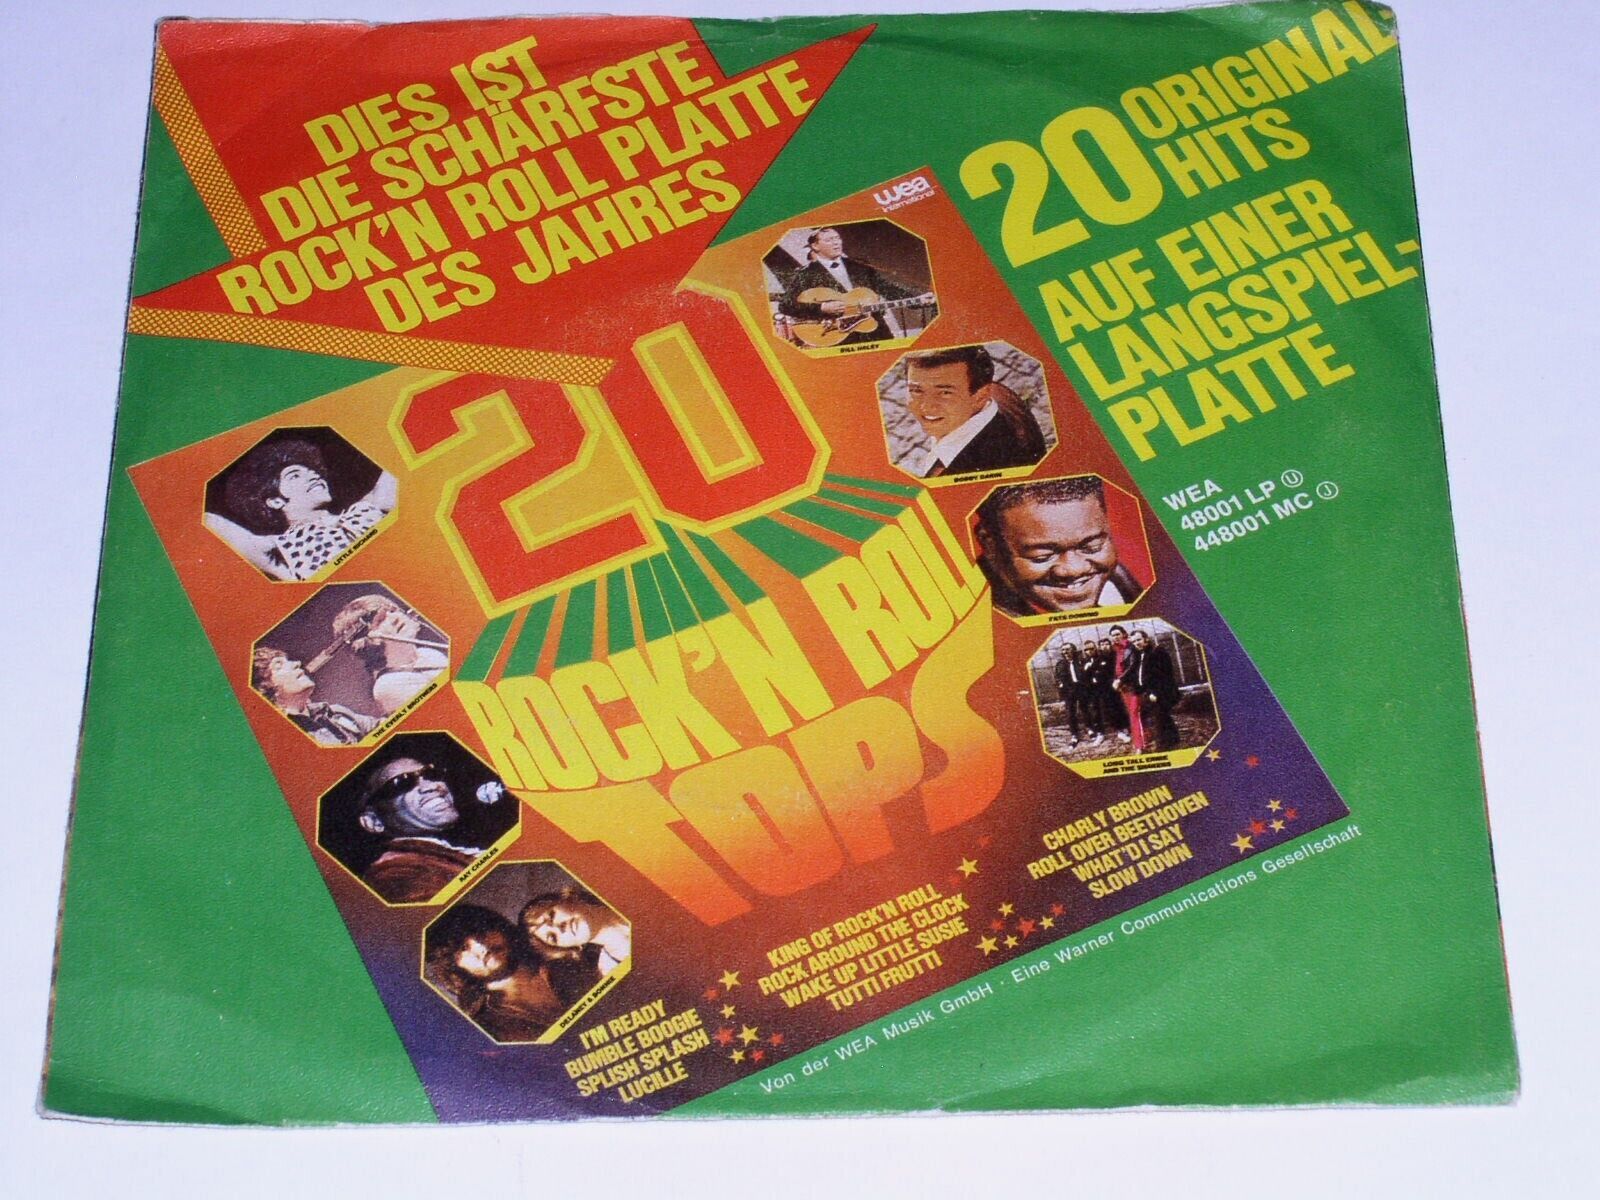 DIES IST
DIE SCHÄRFSTE
ROCK'N ROLL PLATTE
DES JAHRES
20 ORIGINAL-
HITS
AUF EINER
LANGSPIEL-
PLATTE
WEA
48001 LP Ⓤ
448001 MC Ⓙ
wea
International
BILL HALEY
BOBBY DARIN
FATS DOMINO
LONG TALL ERNIE
AND THE SHAKERS
LITTLE RICHARD
THE EVERLY BROTHERS
RAY CHARLES
DELANEY & BONNIE
20
ROCK'N ROLL
TOPS
I'M READY
BUMBLE BOOGIE
SPLISH SPLASH
LUCILLE
KING OF ROCK'N ROLL
ROCK AROUND THE CLOCK
WAKE UP LITTLE SUSIE
TUTTI FRUTTI
CHARLY BROWN
ROLL OVER BEETHOVEN
WHAT'D I SAY
SLOW DOWN
Von der WEA Musik GmbH · Eine Warner Communications Gesellschaft